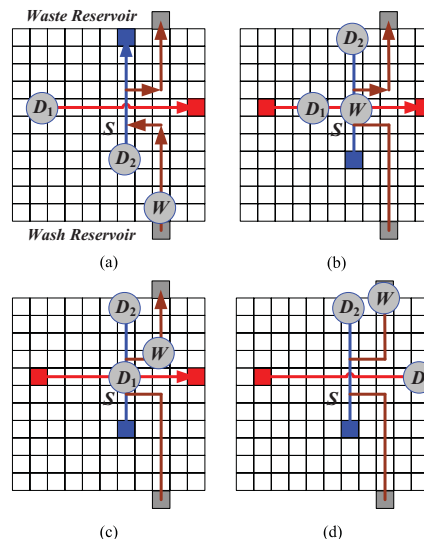 Waste Reservoir
D2
D1
W
S
D2
W
Wash Reservoir
D1
S
(a)
(b)
D2
W
D2
W
D1
D
S
S
(c)
(d)